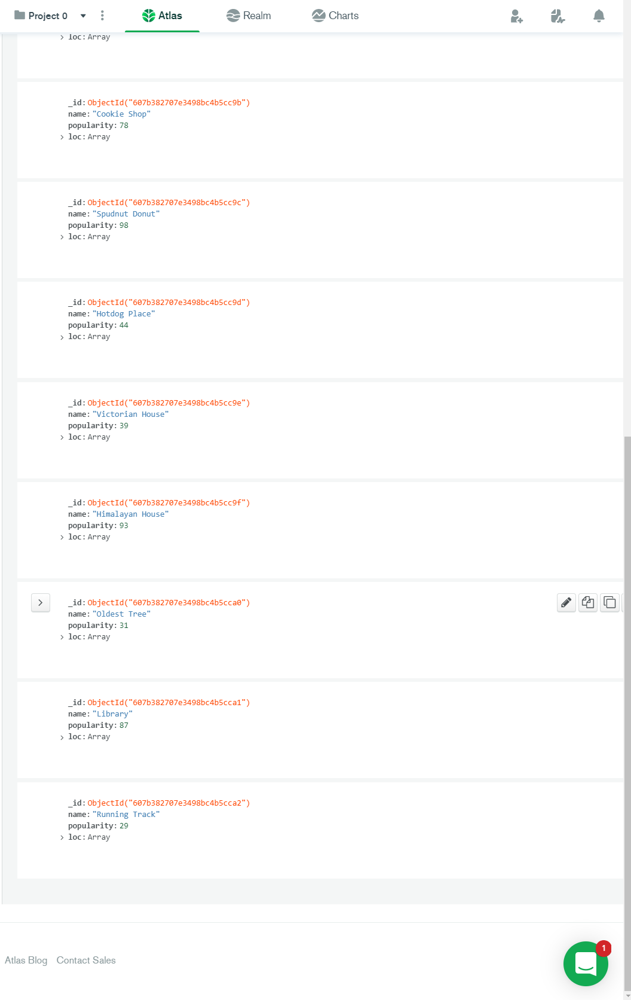 Project 0
Atlas
Realm
Charts
loc: Array
_id: ObjectId("607b382707e3498bc4b5cc9b")
name: "Cookie Shop"
popularity: 78
loc: Array
_id: ObjectId("607b382707e3498bc4b5cc9c")
name: "Spudnut Donut"
popularity: 98
loc: Array
_id: ObjectId("607b382707e3498bc4b5cc9d")
name: "Hotdog Place"
popularity: 44
loc: Array
_id: ObjectId("607b382707e3498bc4b5cc9e")
name: "Victorian House"
popularity: 39
loc: Array
_id: ObjectId("607b382707e3498bc4b5cc9f")
name: "Himalayan House"
popularity: 93
loc: Array
_id: ObjectId("607b382707e3498bc4b5cca0")
name: "Oldest Tree"
popularity: 31
loc: Array
_id: ObjectId("607b382707e3498bc4b5cca1")
name: "Library"
popularity: 87
loc: Array
_id: ObjectId("607b382707e3498bc4b5cca2")
name: "Running Track"
popularity: 29
loc: Array
1
Atlas Blog Contact Sales